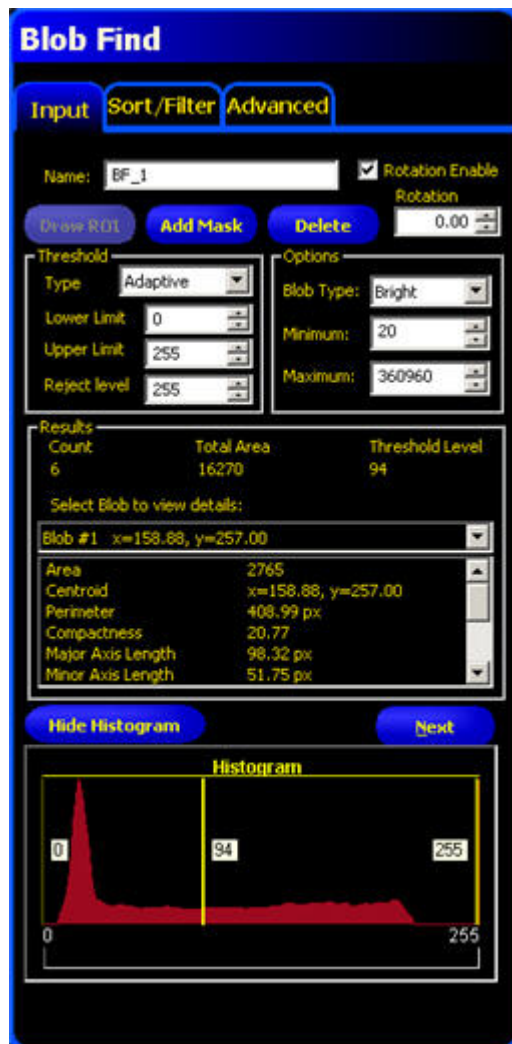 Blob Find
Input Sort/Filter Advanced
Name: BF_1 Rotation Enable
Rotation
Draw ROI Add Mask Delete 0.00
Threshold Options
Type Adaptive Blob Type: Bright
Lower Limit 0 Minimum: 20
Upper Limit 255
Reject level 255 Maximum: 360960
Results
Count Total Area Threshold Level
6 16270 94
Select Blob to view details:
Blob #1 x=158.88, y=257.00
Area 2765
Centroid x=158.88, y=257.00
Perimeter 408.99 px
Compactness 20.77
Major Axis Length 98.32 px
Minor Axis Length 51.75 px
Hide Histogram Next
Histogram
0 94 255
0 255